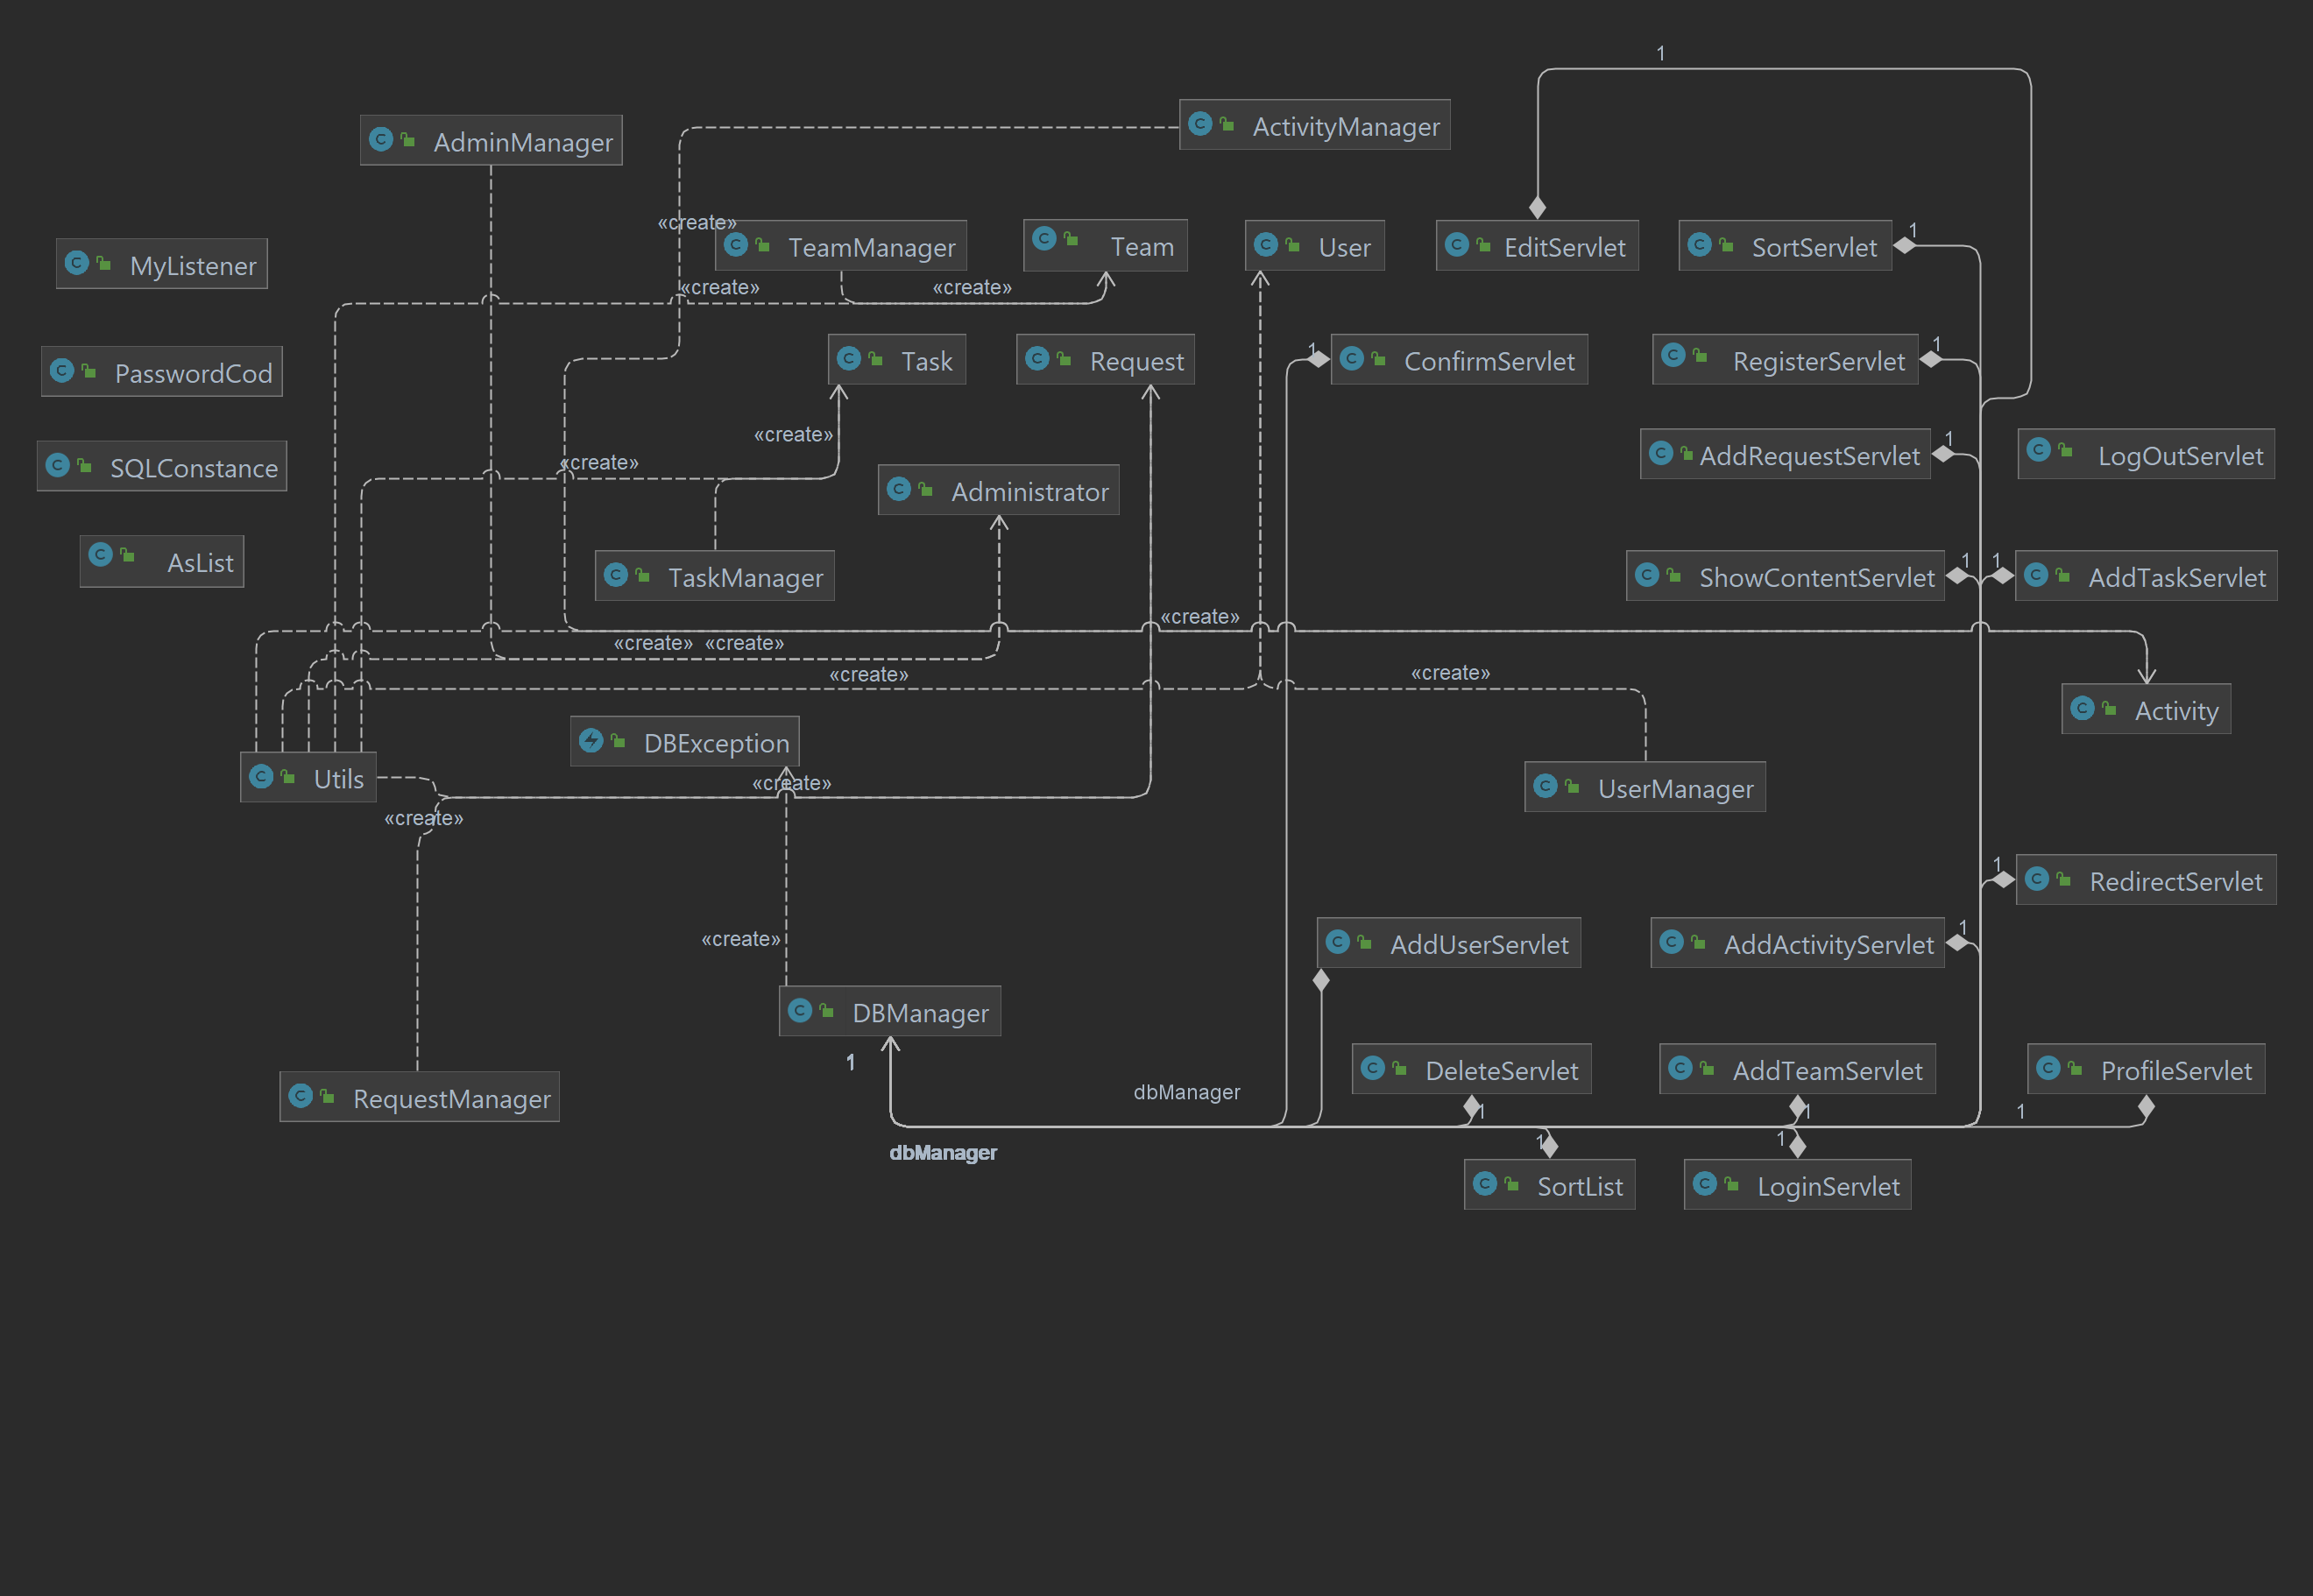 1
AdminManager
ActivityManager
«create»
TeamManager
Team
User
EditServlet
SortServlet
1
MyListener
«create»
«create»
Task
Request
1
ConfirmServlet
RegisterServlet
1
PasswordCod
«create»
AddRequestServlet
1
LogOutServlet
SQLConstance
«create»
Administrator
AsList
TaskManager
ShowContentServlet
1
1
AddTaskServlet
«create»
«create»
«create»
«create»
«create»
Activity
DBException
Utils
«create»
UserManager
«create»
RedirectServlet
1
«create»
AddUserServlet
AddActivityServlet
1
DBManager
1
RequestManager
dbManager
DeleteServlet
1
AddTeamServlet
1
1
ProfileServlet
dbManager
1
1
SortList
LoginServlet